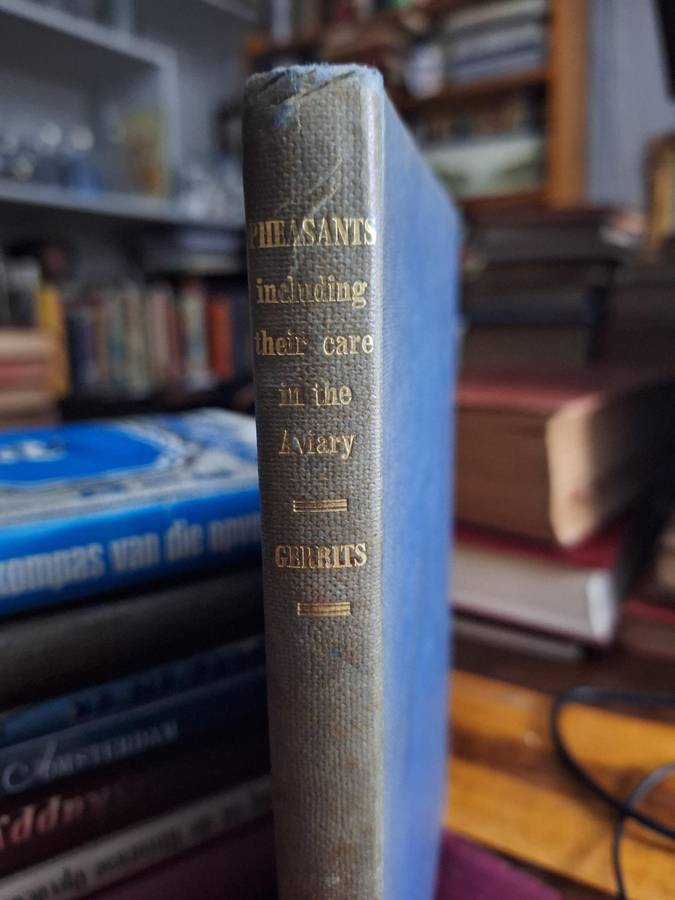 PHEASANTS
including
their care
in the
Aviary
GERRITS
kompas van die
AMSTERDAM